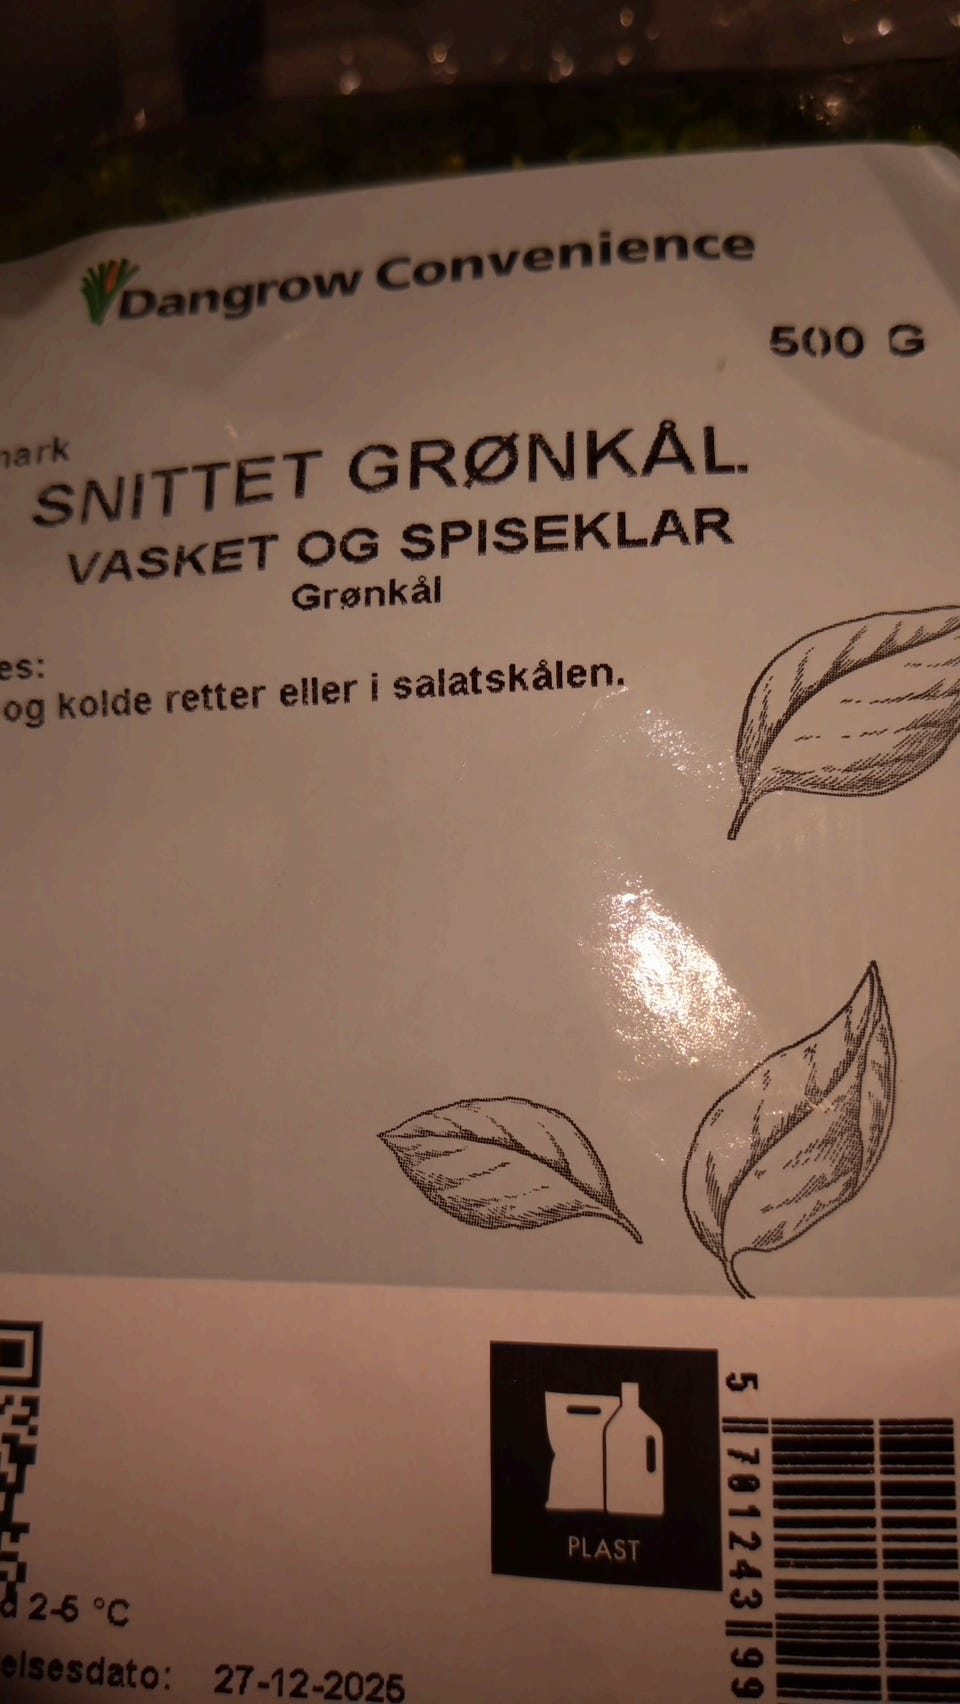 Dangrow Convenience
500 G
mark
SNITTET GRØNKÅL.
VASKET OG SPISEKLAR
Grønkål
es:
og kolde retter eller i salatskålen.
PLAST
5 701243 99
d 2-5 °C
elsesdato: 27-12-2025